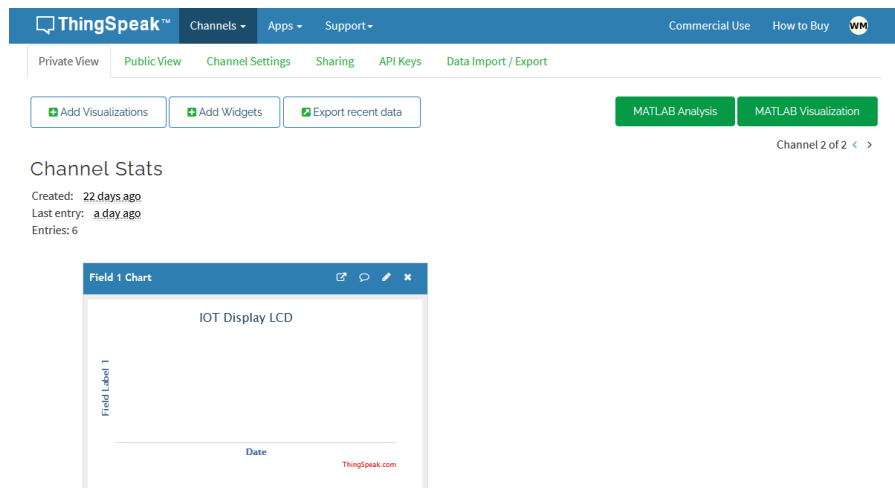 ThingSpeak™ Channels Apps Support Commercial Use How to Buy WM
Private View Public View Channel Settings Sharing API Keys Data Import / Export
Add Visualizations Add Widgets Export recent data MATLAB Analysis MATLAB Visualization
Channel 2 of 2 < >
Channel Stats
Created: 22 days ago
Last entry: a day ago
Entries: 6
Field 1 Chart
IOT Display LCD
Field Label 1
Date
ThingSpeak.com